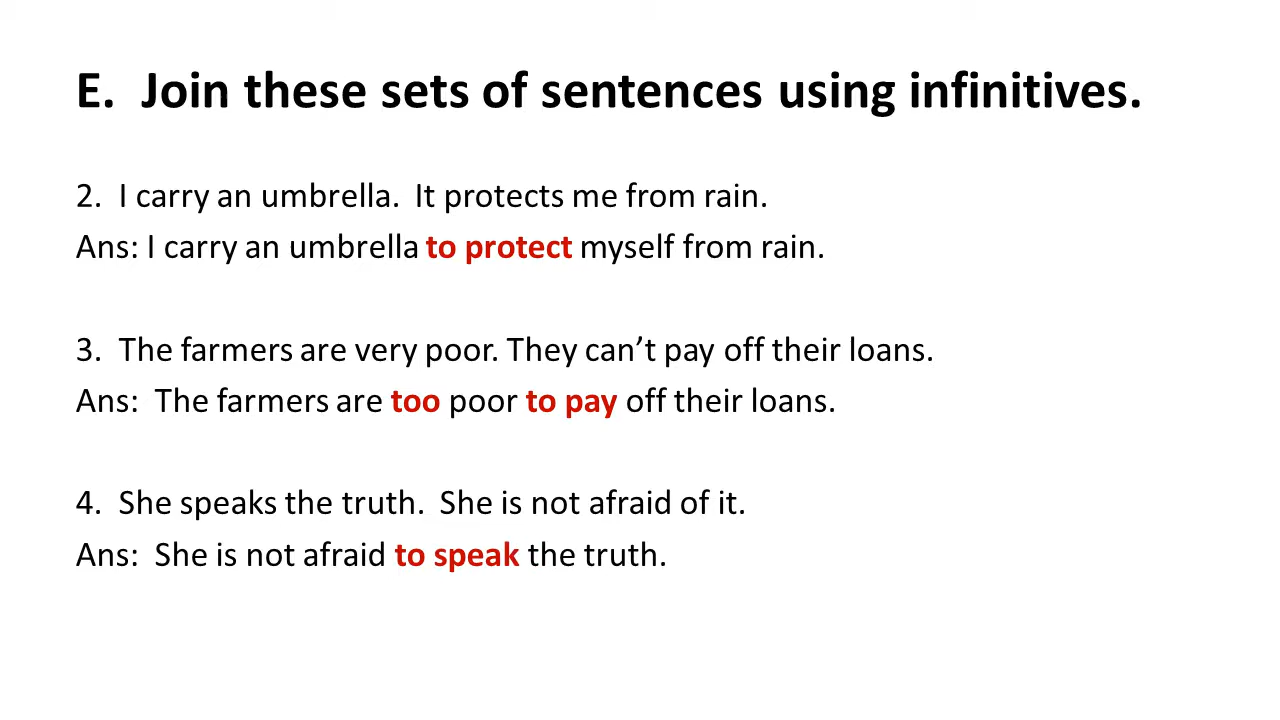 E. Join these sets of sentences using infinitives.
2. I carry an umbrella. It protects me from rain.
Ans: I carry an umbrella to protect myself from rain.
3. The farmers are very poor. They can’t pay off their loans.
Ans: The farmers are too poor to pay off their loans.
4. She speaks the truth. She is not afraid of it.
Ans: She is not afraid to speak the truth.